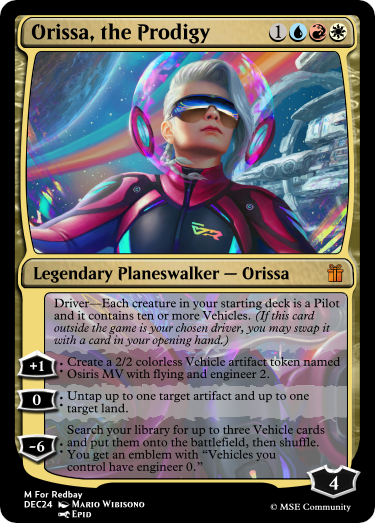 Orissa, the Prodigy 1
Legendary Planeswalker — Orissa
Driver—Each creature in your starting deck is a Pilot
and it contains ten or more Vehicles. (If this card
outside the game is your chosen driver, you may swap it
with a card in your opening hand.)
+1: Create a 2/2 colorless Vehicle artifact token named
Osiris MV with flying and engineer 2.
0: Untap up to one target artifact and up to one
target land.
-6: Search your library for up to three Vehicle cards
and put them onto the battlefield, then shuffle.
You get an emblem with “Vehicles you
control have engineer 0.”
4
M For Redbay
DEC24 Mario Wibisono
Epid
© MSE Community